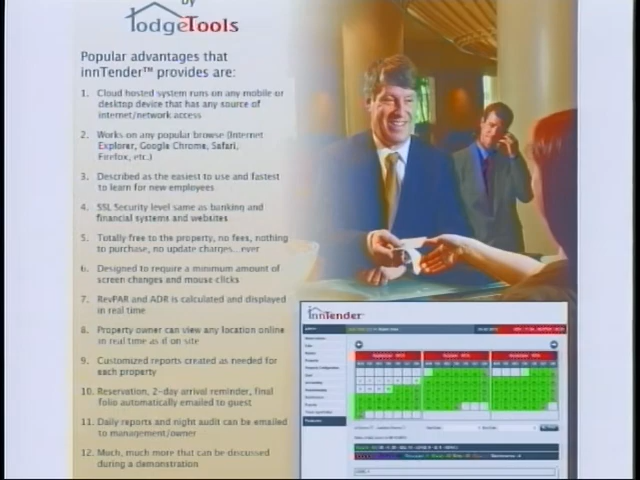 by
lodgeTools
Popular advantages that
innTender™ provides are:
1. Cloud hosted system runs on any mobile or
desktop device that has any source of
internet/network access
2. Works on any popular browse (Internet
Explorer, Google Chrome, Safari,
Firefox, etc.)
3. Described as the easiest to use and fastest
to learn for new employees
4. SSL Security level same as banking and
financial systems and websites
5. Totally free to the property, no fees, nothing
to purchase, no update charges...ever
6. Designed to require a minimum amount of
screen changes and mouse clicks
7. RevPAR and ADR is calculated and displayed
in real time
8. Property owner can view any location online
in real time as if on site
9. Customized reports created as needed for
each property
10. Reservation, 2-day arrival reminder, final
folio automatically emailed to guest
11. Daily reports and night audit can be emailed
to management/owner
12. Much, much more that can be discussed
during a demonstration
innTender